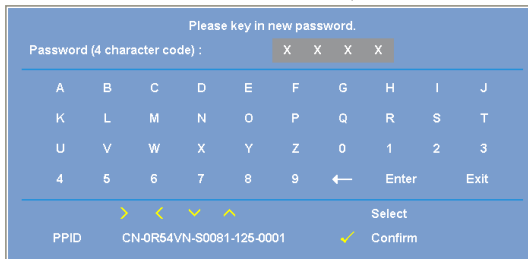 Please key in new password.
Password (4 character code) : X X X X
A B C D E F G H I J
K L M N O P Q R S T
U V W X Y Z 0 1 2 3
4 5 6 7 8 9 ← Enter Exit
Select
PPID CN-0R54VN-S0081-125-0001 ✓ Confirm